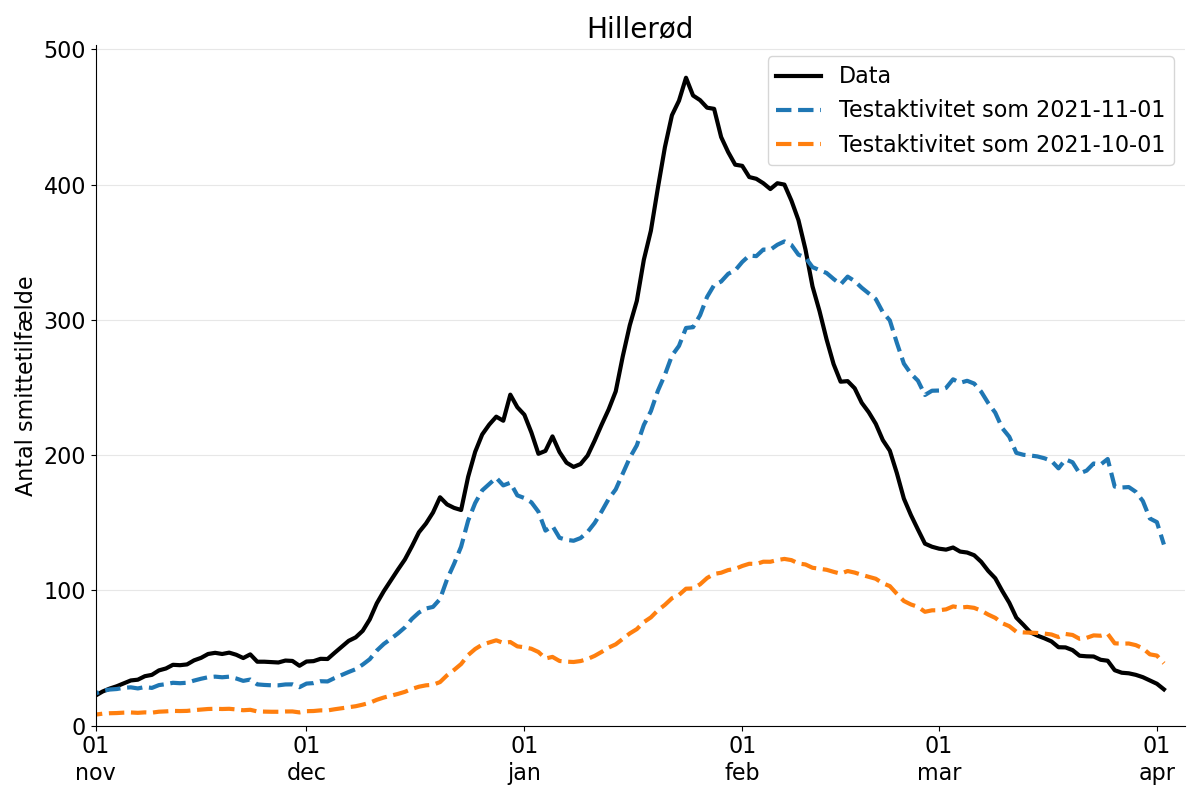 Hillerød
500
400
300
200
100
0
Antal smittetilfælde
Data
Testaktivitet som 2021-11-01
Testaktivitet som 2021-10-01
01 01 01 01 01 01
nov dec jan feb mar apr